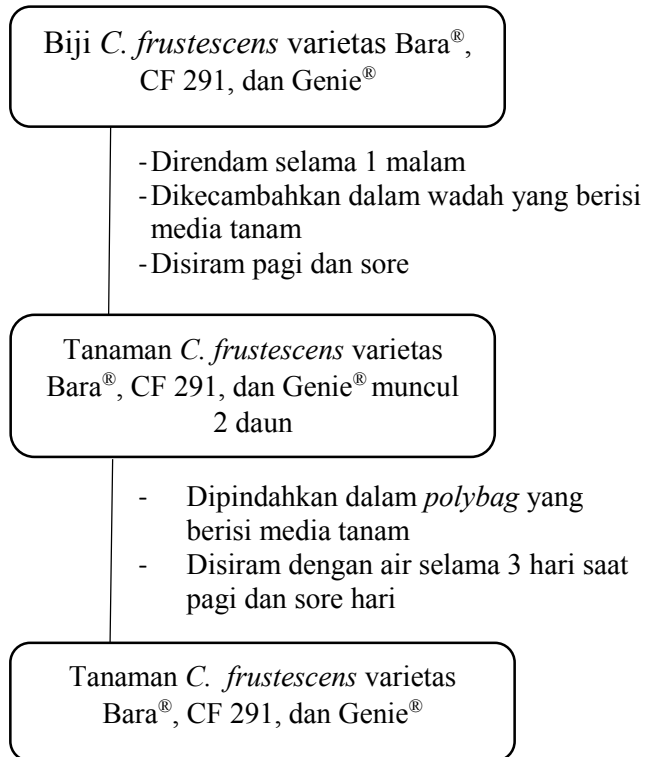 Biji C. frustescens varietas Bara®,
CF 291, dan Genie®
-Direndam selama 1 malam
-Dikecambahkan dalam wadah yang berisi
media tanam
-Disiram pagi dan sore
Tanaman C. frustescens varietas
Bara®, CF 291, dan Genie® muncul
2 daun
- Dipindahkan dalam polybag yang
berisi media tanam
- Disiram dengan air selama 3 hari saat
pagi dan sore hari
Tanaman C. frustescens varietas
Bara®, CF 291, dan Genie®